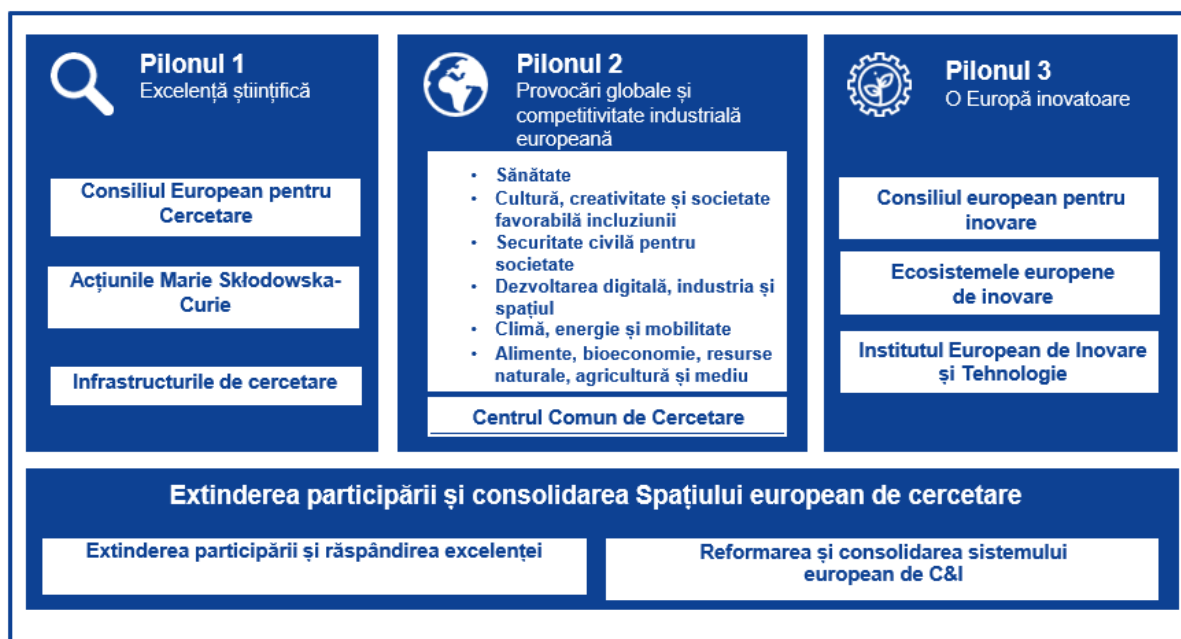 Pilonul 1
Excelență științifică
Consiliul European pentru
Cercetare
Acțiunile Marie Skłodowska-
Curie
Infrastructurile de cercetare
Pilonul 2
Provocări globale și
competitivitate industrială
europeană
• Sănătate
• Cultură, creativitate și societate
favorabilă incluziunii
• Securitate civilă pentru
societate
• Dezvoltarea digitală, industria și
spațiul
• Climă, energie și mobilitate
• Alimente, bioeconomie, resurse
naturale, agricultură și mediu
Centrul Comun de Cercetare
Pilonul 3
O Europă inovatoare
Consiliul european pentru
inovare
Ecosistemele europene
de inovare
Institutul European de Inovare
și Tehnologie
Extinderea participării și consolidarea Spațiului european de cercetare
Extinderea participării și răspândirea excelenței
Reformarea și consolidarea sistemului
european de C&I